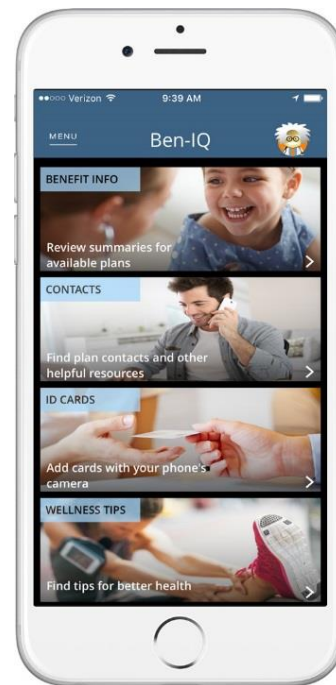 ●●○○○ Verizon 9:39 AM
MENU
Ben-IQ
BENEFIT INFO
Review summaries for
available plans
CONTACTS
Find plan contacts and other
helpful resources
ID CARDS
Add cards with your phone's
camera
WELLNESS TIPS
Find tips for better health